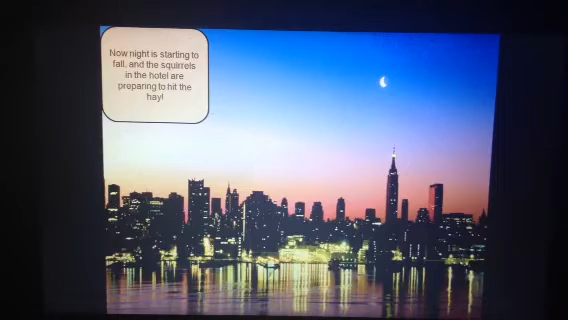 Now night is starting to
fall, and the squirrels
in the hotel are
preparing to hit the
hay!